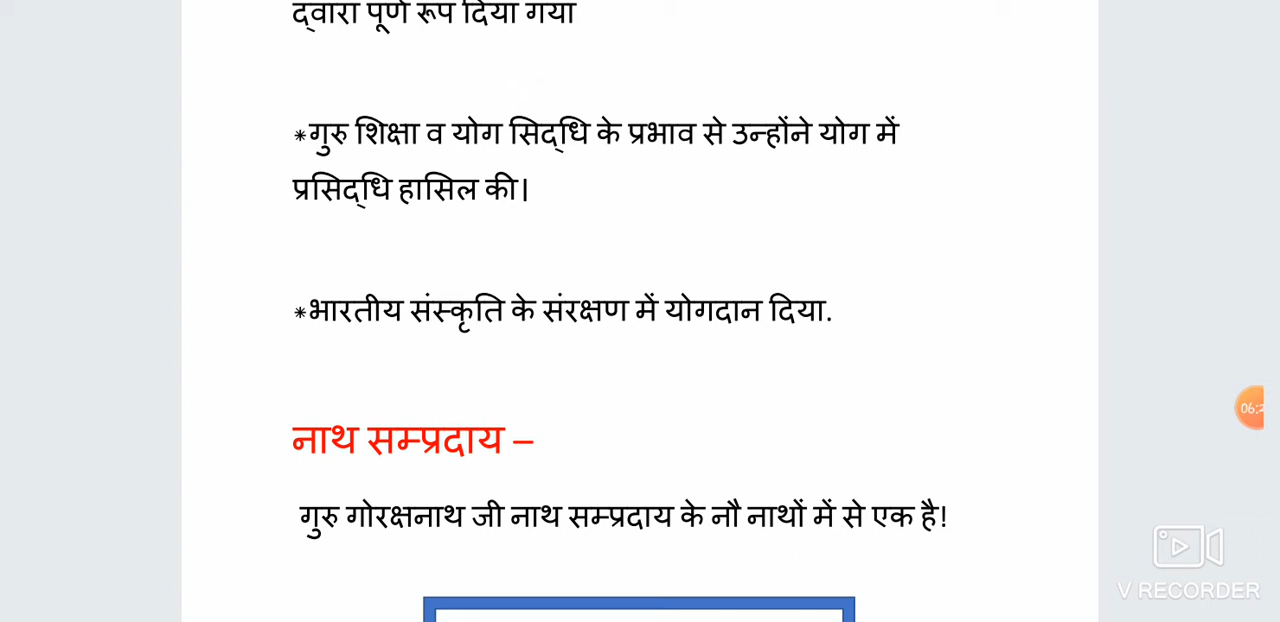 द्वारा पूर्ण रूप दिया गया
*गुरु शिक्षा व योग सिद्धि के प्रभाव से उन्होंने योग में
प्रसिद्धि हासिल की।
*भारतीय संस्कृति के संरक्षण में योगदान दिया.
नाथ सम्प्रदाय –
गुरु गोरक्षनाथ जी नाथ सम्प्रदाय के नौ नाथों में से एक है!
V RECORDER